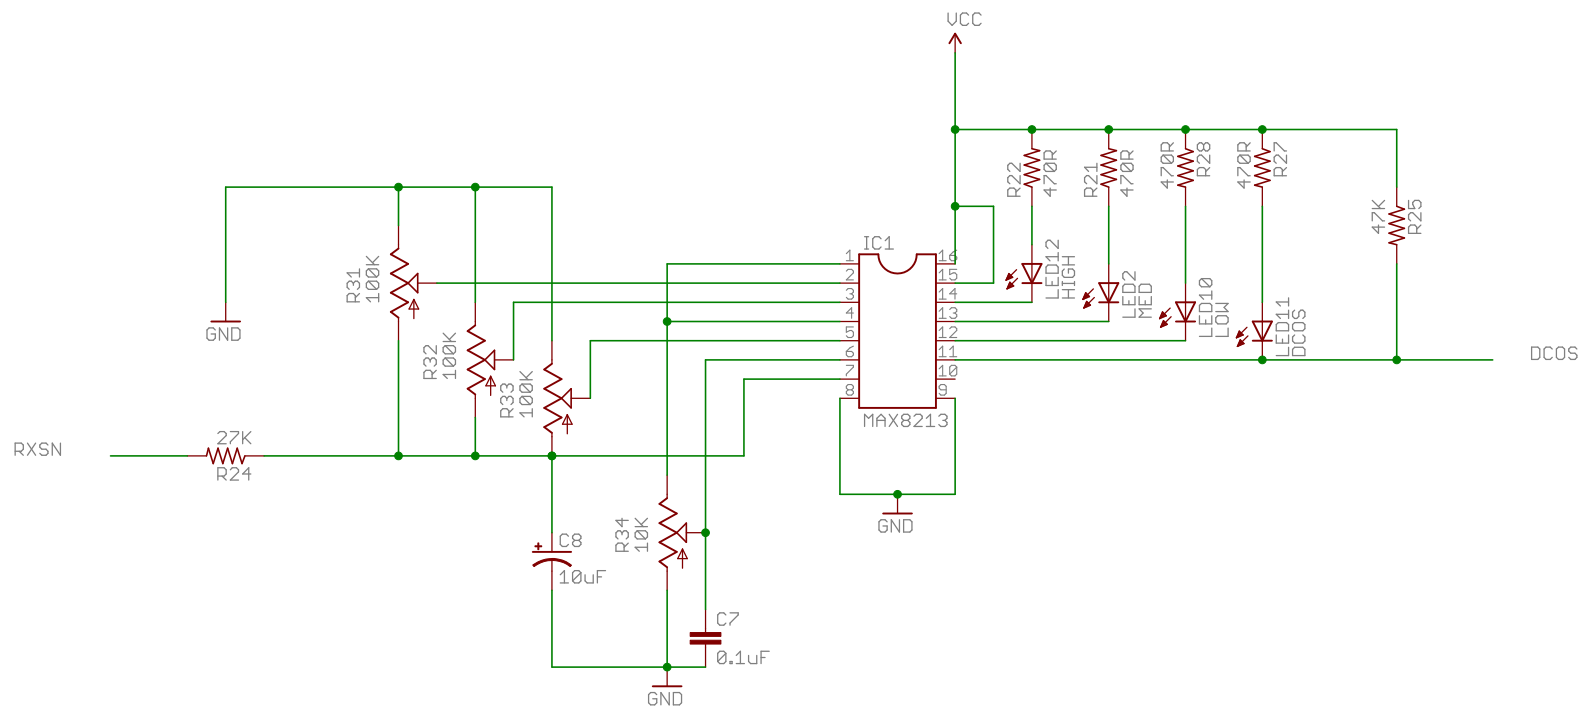 VCC
R22
470R
R21
470R
470R
R28
470R
R27
47K
R25
IC1
1
2
3
4
5
6
7
8
16
15
14
13
12
11
10
9
MAX8213
LED12
HIGH
LED2
MED
LED10
LOW
LED11
DCOS
DCOS
R31
100K
GND
R32
100K
R33
100K
RXSN
27K
R24
GND
C8
10uF
+
R34
10K
C7
0.1uF
GND